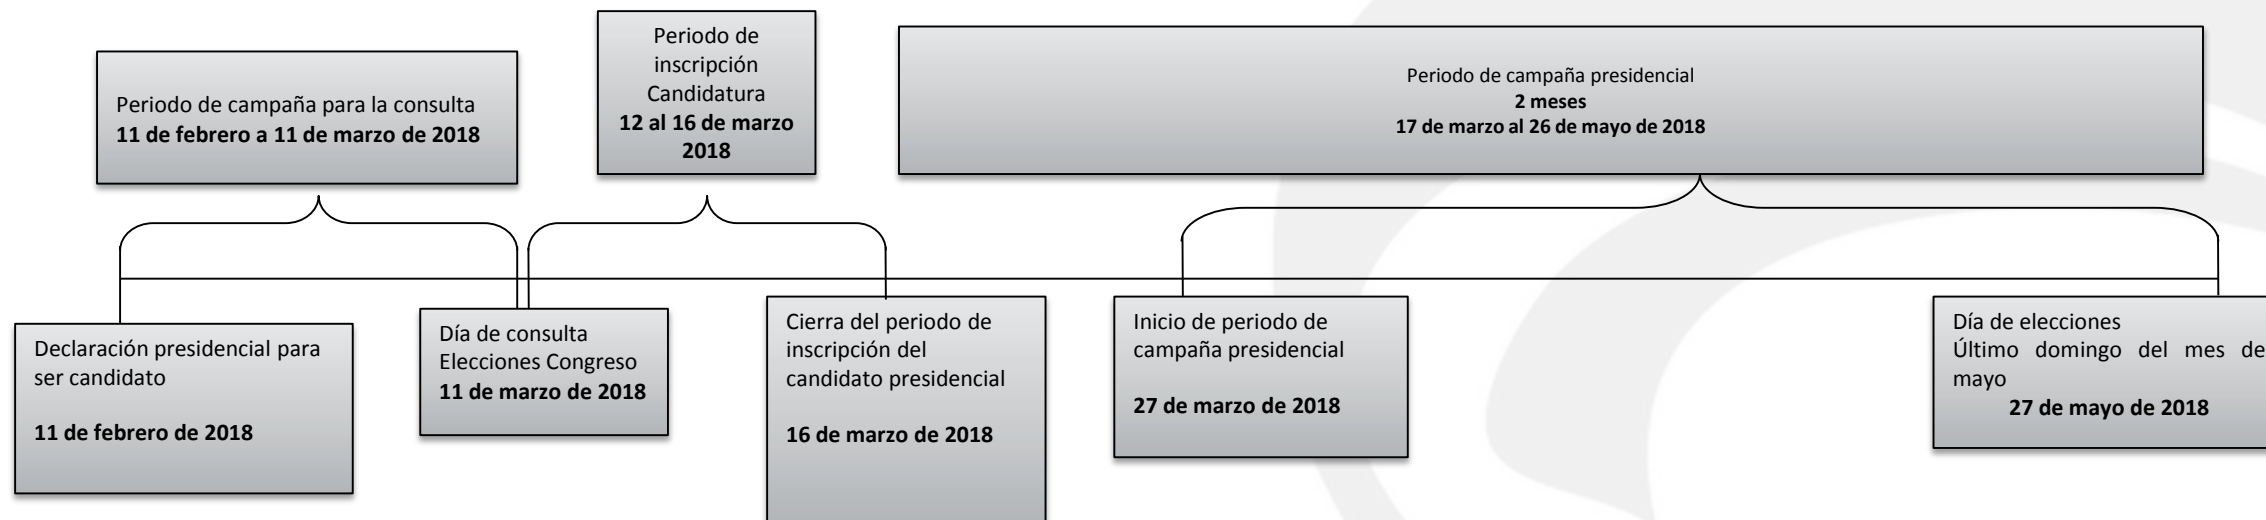 Periodo de campaña para la consulta
11 de febrero a 11 de marzo de 2018
Periodo de
inscripción
Candidatura
12 al 16 de marzo
2018
Periodo de campaña presidencial
2 meses
17 de marzo al 26 de mayo de 2018
Declaración presidencial para
ser candidato
11 de febrero de 2018
Día de consulta
Elecciones Congreso
11 de marzo de 2018
Cierra del periodo de
inscripción del
candidato presidencial
16 de marzo de 2018
Inicio de periodo de
campaña presidencial
27 de marzo de 2018
Día de elecciones
Último domingo del mes de
mayo
27 de mayo de 2018